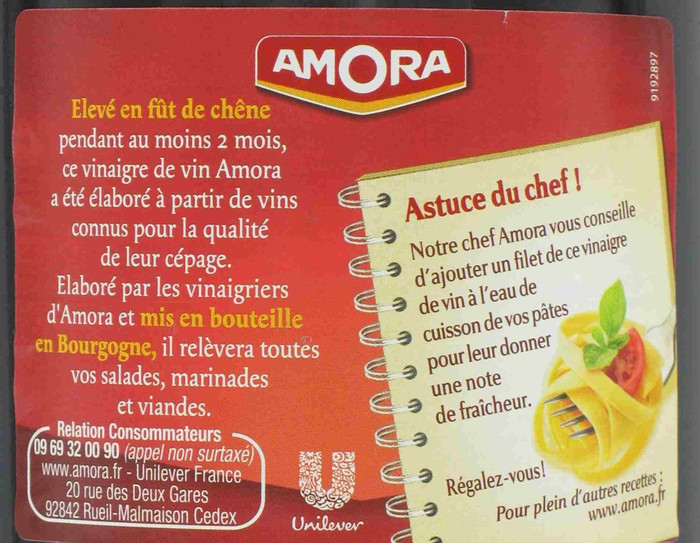 AMORA
9192897
Elevé en fût de chêne
pendant au moins 2 mois,
ce vinaigre de vin Amora
a été élaboré à partir de vins
connus pour la qualité
de leur cépage.
Elaboré par les vinaigriers
d'Amora et mis en bouteille
en Bourgogne, il relèvera toutes
vos salades, marinades
et viandes.
Relation Consommateurs
09 69 32 00 90 (appel non surtaxé)
www.amora.fr - Unilever France
20 rue des Deux Gares
92842 Rueil-Malmaison Cedex
Unilever
Astuce du chef !
Notre chef Amora vous conseille
d'ajouter un filet de ce vinaigre
de vin à l'eau de
cuisson de vos pâtes
pour leur donner
une note
de fraîcheur.
Régalez-vous!
Pour plein d'autres recettes :
www.amora.fr